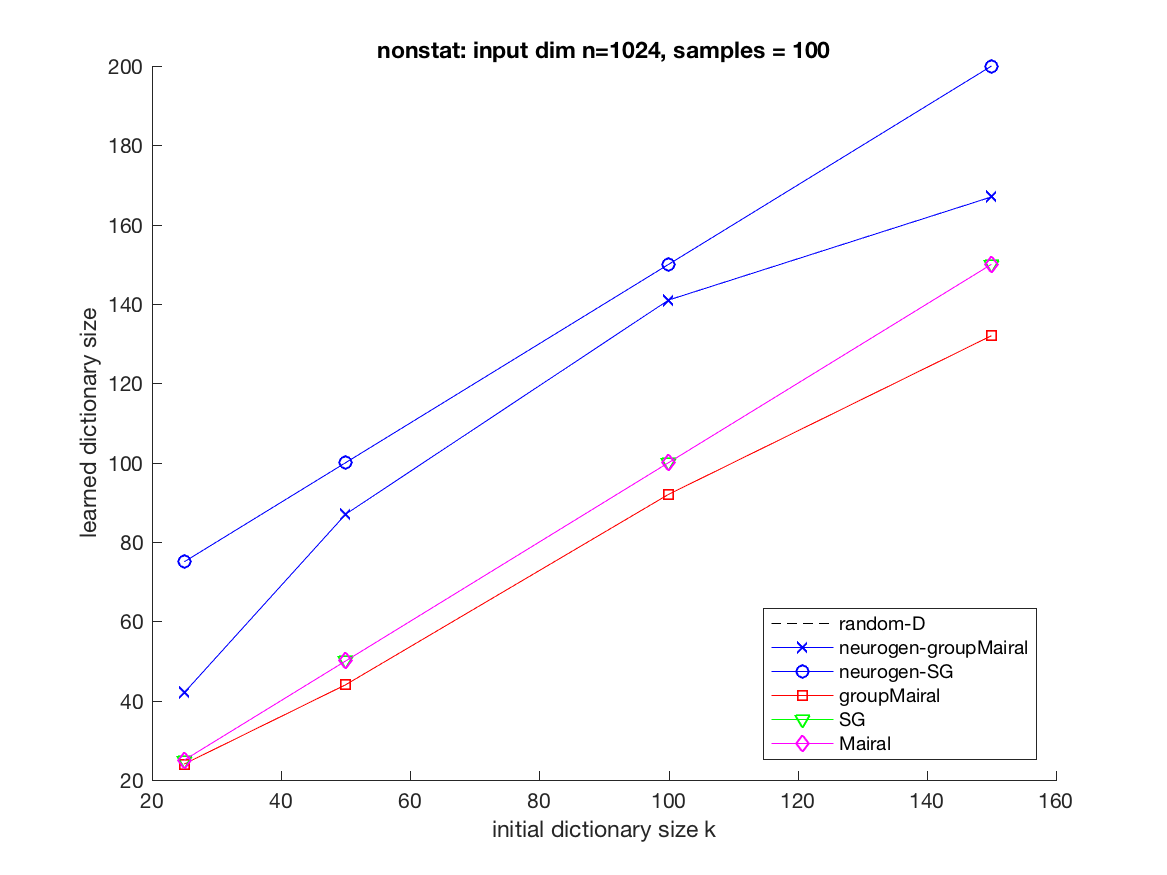 nonstat: input dim n=1024, samples = 100
200
180
160
140
120
100
80
60
40
20
learned dictionary size
random-D
neurogen-groupMairal
neurogen-SG
groupMairal
SG
Mairal
20 40 60 80 100 120 140 160
initial dictionary size k